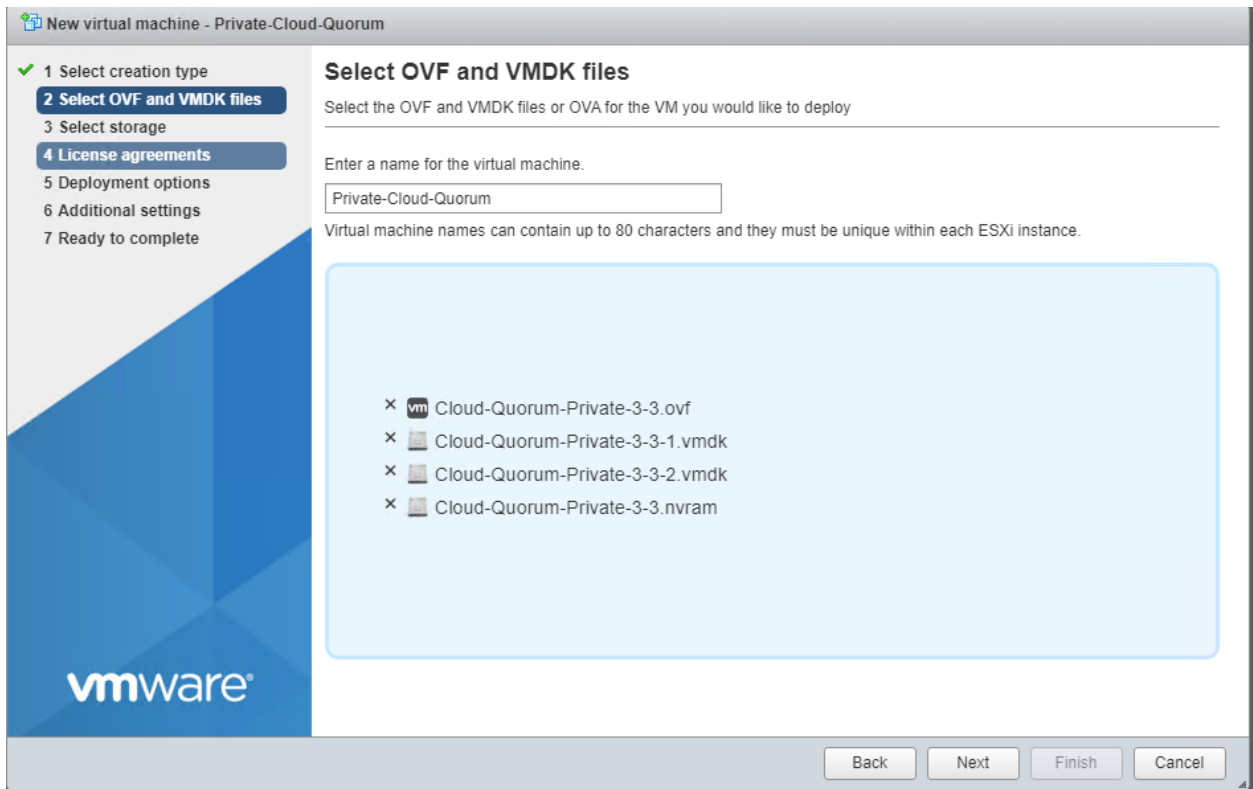 New virtual machine - Private-Cloud-Quorum
1 Select creation type
2 Select OVF and VMDK files
3 Select storage
4 License agreements
5 Deployment options
6 Additional settings
7 Ready to complete
vmware®
Select OVF and VMDK files
Select the OVF and VMDK files or OVA for the VM you would like to deploy
Enter a name for the virtual machine.
Private-Cloud-Quorum
Virtual machine names can contain up to 80 characters and they must be unique within each ESXi instance.
× vm Cloud-Quorum-Private-3-3.ovf
× Cloud-Quorum-Private-3-3-1.vmdk
× Cloud-Quorum-Private-3-3-2.vmdk
× Cloud-Quorum-Private-3-3.nvram
Back Next Finish Cancel